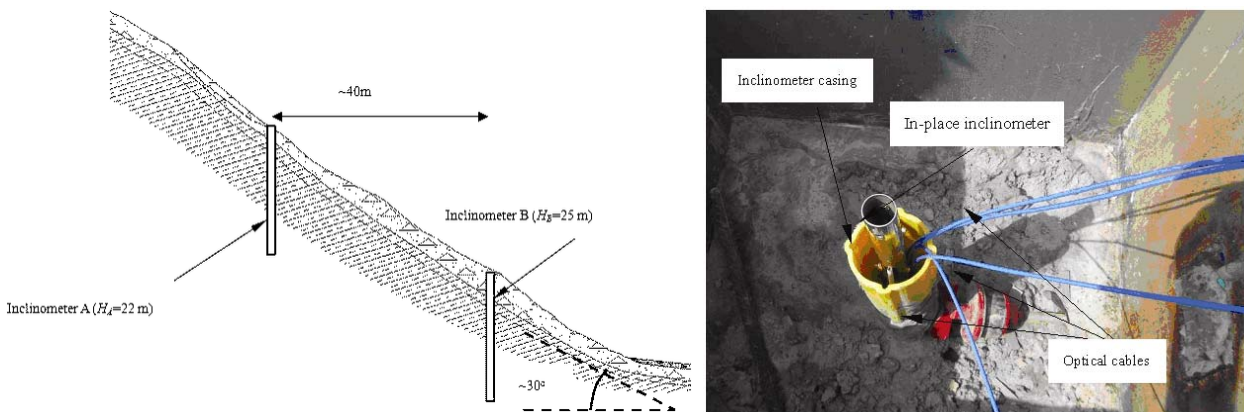 ~40m
Inclinometer B (H_B=25 m)
Inclinometer A (H_A=22 m)
~30°
Inclinometer casing
In-place inclinometer
Optical cables